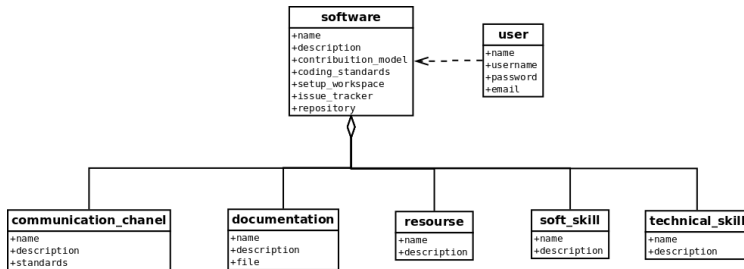 software
+name
+description
+contribuition_model
+coding_standards
+setup_workspace
+issue_tracker
+repository
user
+name
+username
+password
+email
communication_chanel
+name
+description
+standards
documentation
+name
+description
+file
resourse
+name
+description
soft_skill
+name
+description
technical_skill
+name
+description